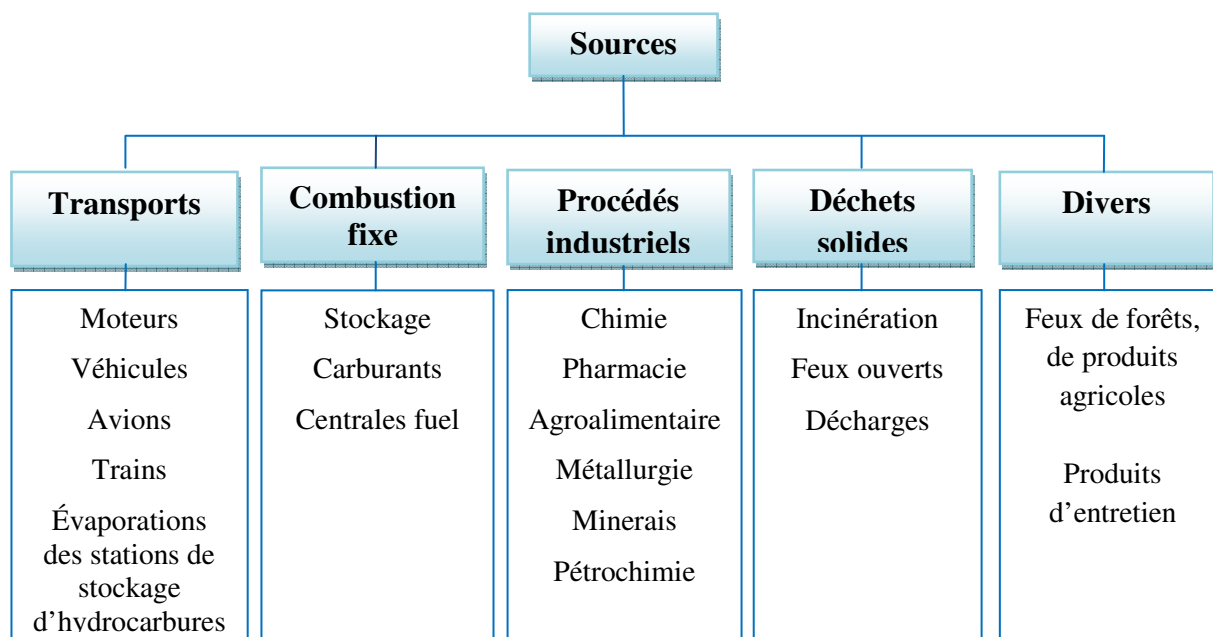 Sources
Transports
Combustion
fixe
Procédés
industriels
Déchets
solides
Divers
Moteurs
Véhicules
Avions
Trains
Évaporations
des stations de
stockage
d’hydrocarbures
Stockage
Carburants
Centrales fuel
Chimie
Pharmacie
Agroalimentaire
Métallurgie
Minerais
Pétrochimie
Incinération
Feux ouverts
Décharges
Feux de forêts,
de produits
agricoles
Produits
d’entretien